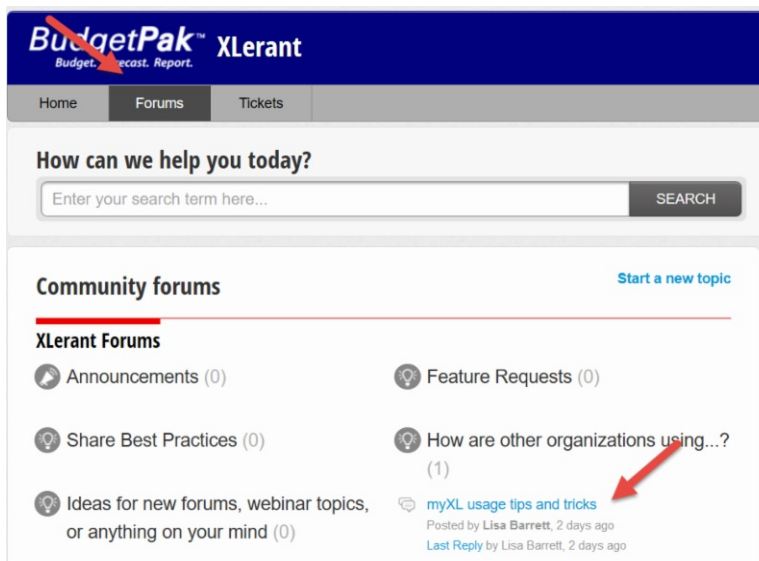 BudgetPak™ XLerant
Budget. Forecast. Report.
Home Forums Tickets
How can we help you today?
Enter your search term here...
SEARCH
Community forums
Start a new topic
XLerant Forums
Announcements (0)
Feature Requests (0)
Share Best Practices (0)
How are other organizations using...?
(1)
myXL usage tips and tricks
Posted by Lisa Barrett, 2 days ago
Last Reply by Lisa Barrett, 2 days ago
Ideas for new forums, webinar topics,
or anything on your mind (0)